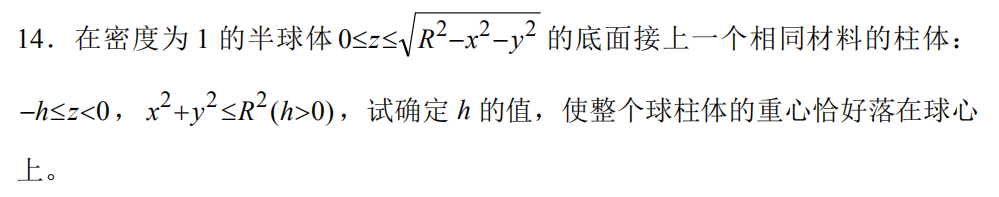 14．在密度为 1 的半球体 0≤z≤√(R²−x²−y²) 的底面接上一个相同材料的柱体：
−h≤z<0，x²+y²≤R²(h>0)，试确定 h 的值，使整个球柱体的重心恰好落在球心
上。